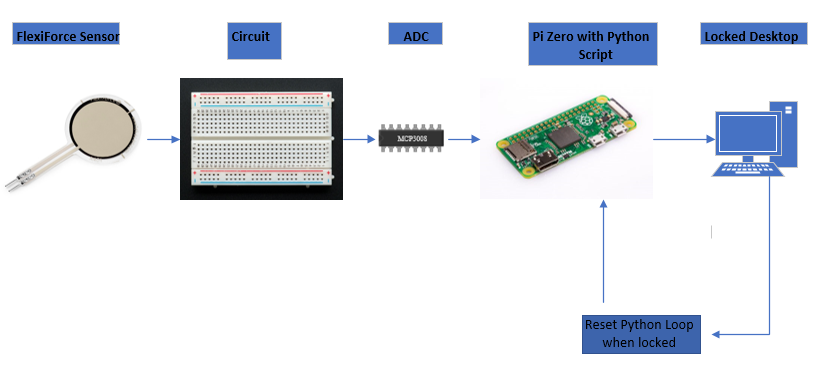 FlexiForce Sensor
Circuit
ADC
Pi Zero with Python
Script
Locked Desktop
MCP3008
Reset Python Loop
when locked